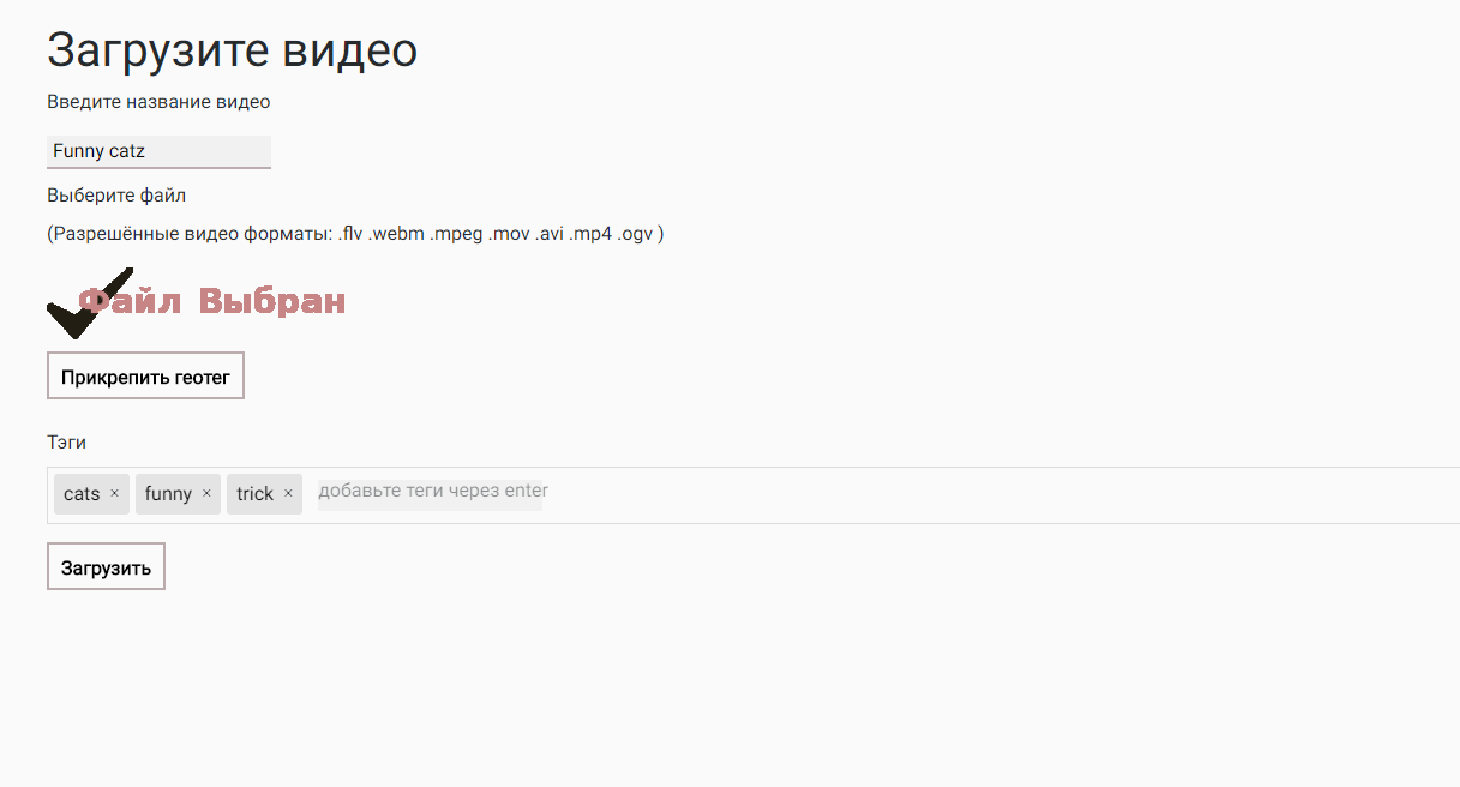 Загрузите видео
Введите название видео
Funny catz
Выберите файл
(Разрешённые видео форматы: .flv .webm .mpeg .mov .avi .mp4 .ogv )
Файл Выбран
Прикрепить геотег
Тэги
cats × funny × trick × добавьте теги через enter
Загрузить